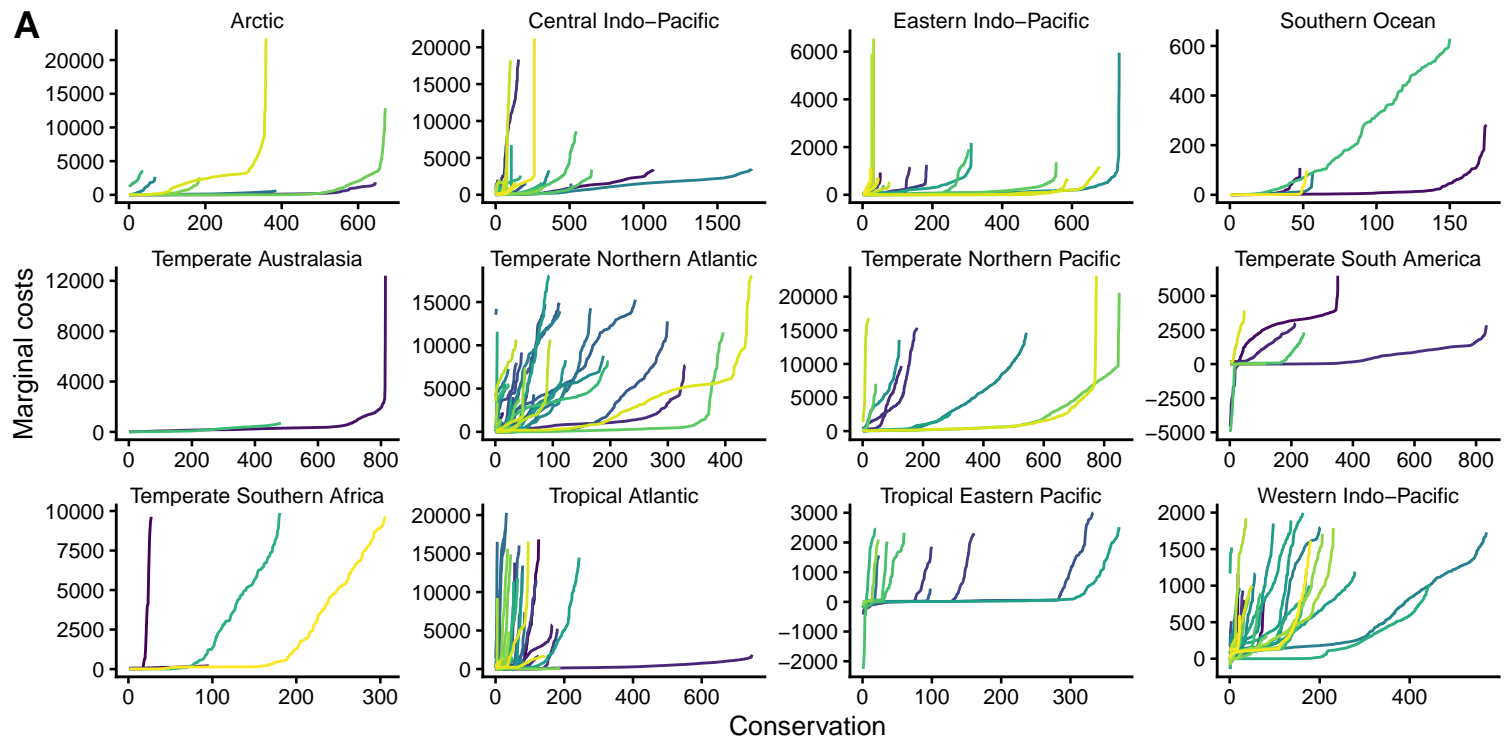 A
Arctic
Central Indo−Pacific
Eastern Indo−Pacific
Southern Ocean
20000
15000
10000
5000
0
0 200 400 600
20000
15000
10000
5000
0
0 500 1000 1500
6000
4000
2000
0
0 200 400 600
600
400
200
0
0 50 100 150
Marginal costs
Temperate Australasia
Temperate Northern Atlantic
Temperate Northern Pacific
Temperate South America
12000
8000
4000
0
0 200 400 600 800
15000
10000
5000
0
0 100 200 300 400
20000
15000
10000
5000
0
0 200 400 600 800
5000
2500
0
−2500
−5000
0 200 400 600 800
Temperate Southern Africa
Tropical Atlantic
Tropical Eastern Pacific
Western Indo−Pacific
10000
7500
5000
2500
0
0 100 200 300
20000
15000
10000
5000
0
0 200 400 600
3000
2000
1000
0
−1000
−2000
0 100 200 300
2000
1500
1000
500
0
0 200 400
Conservation